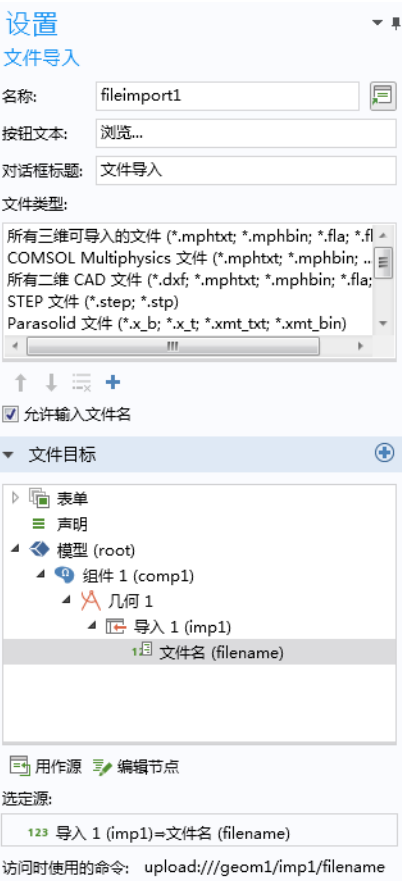 设置
文件导入
名称: fileimport1
按钮文本: 浏览...
对话框标题: 文件导入
文件类型:
所有三维可导入的文件 (*.mphtxt; *.mphbin; *.fla; *.fl
COMSOL Multiphysics 文件 (*.mphtxt; *.mphbin; ...
所有二维 CAD 文件 (*.dxf; *.mphtxt; *.mphbin; *.fla;
STEP 文件 (*.step; *.stp)
Parasolid 文件 (*.x_b; *.x_t; *.xmt_txt; *.xmt_bin)
允许输入文件名
文件目标
表单
声明
模型 (root)
组件 1 (comp1)
几何 1
导入 1 (imp1)
文件名 (filename)
用作源 编辑节点
选定源:
123 导入 1 (imp1)⇒文件名 (filename)
访问时使用的命令: upload:///geom1/imp1/filename